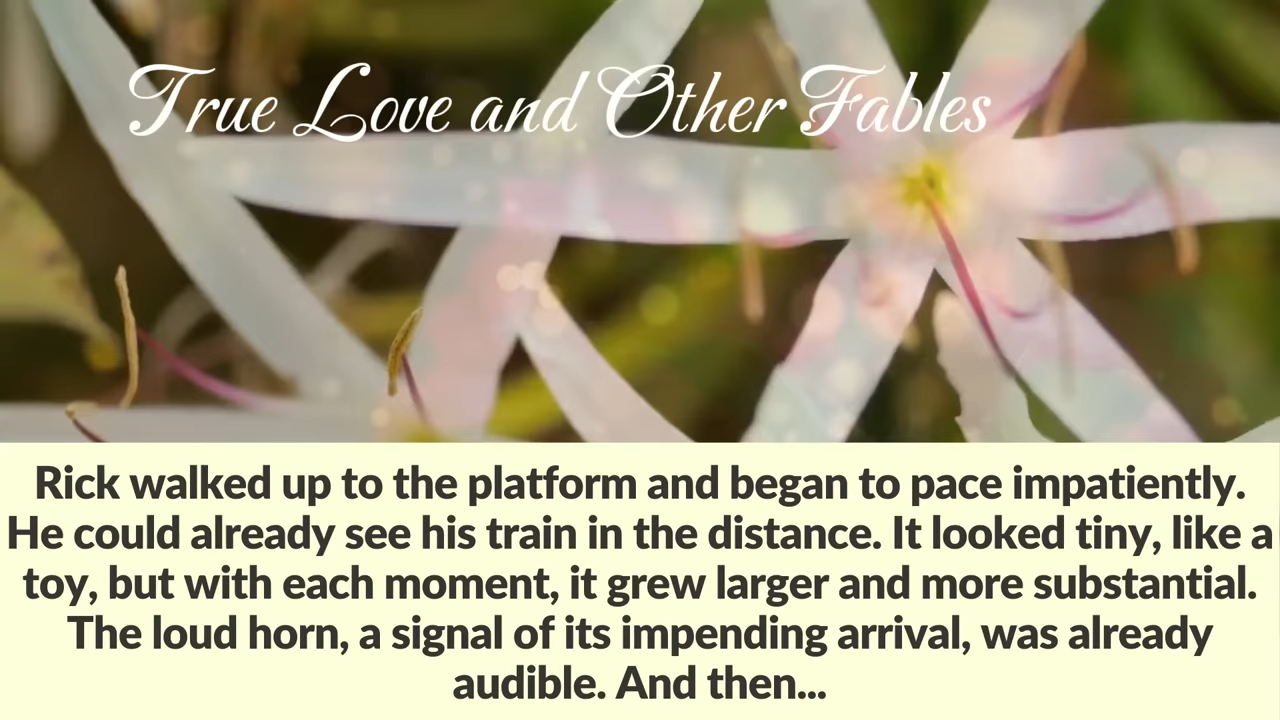 True Love and Other Fables
Rick walked up to the platform and began to pace impatiently.
He could already see his train in the distance. It looked tiny, like a
toy, but with each moment, it grew larger and more substantial.
The loud horn, a signal of its impending arrival, was already
audible. And then...